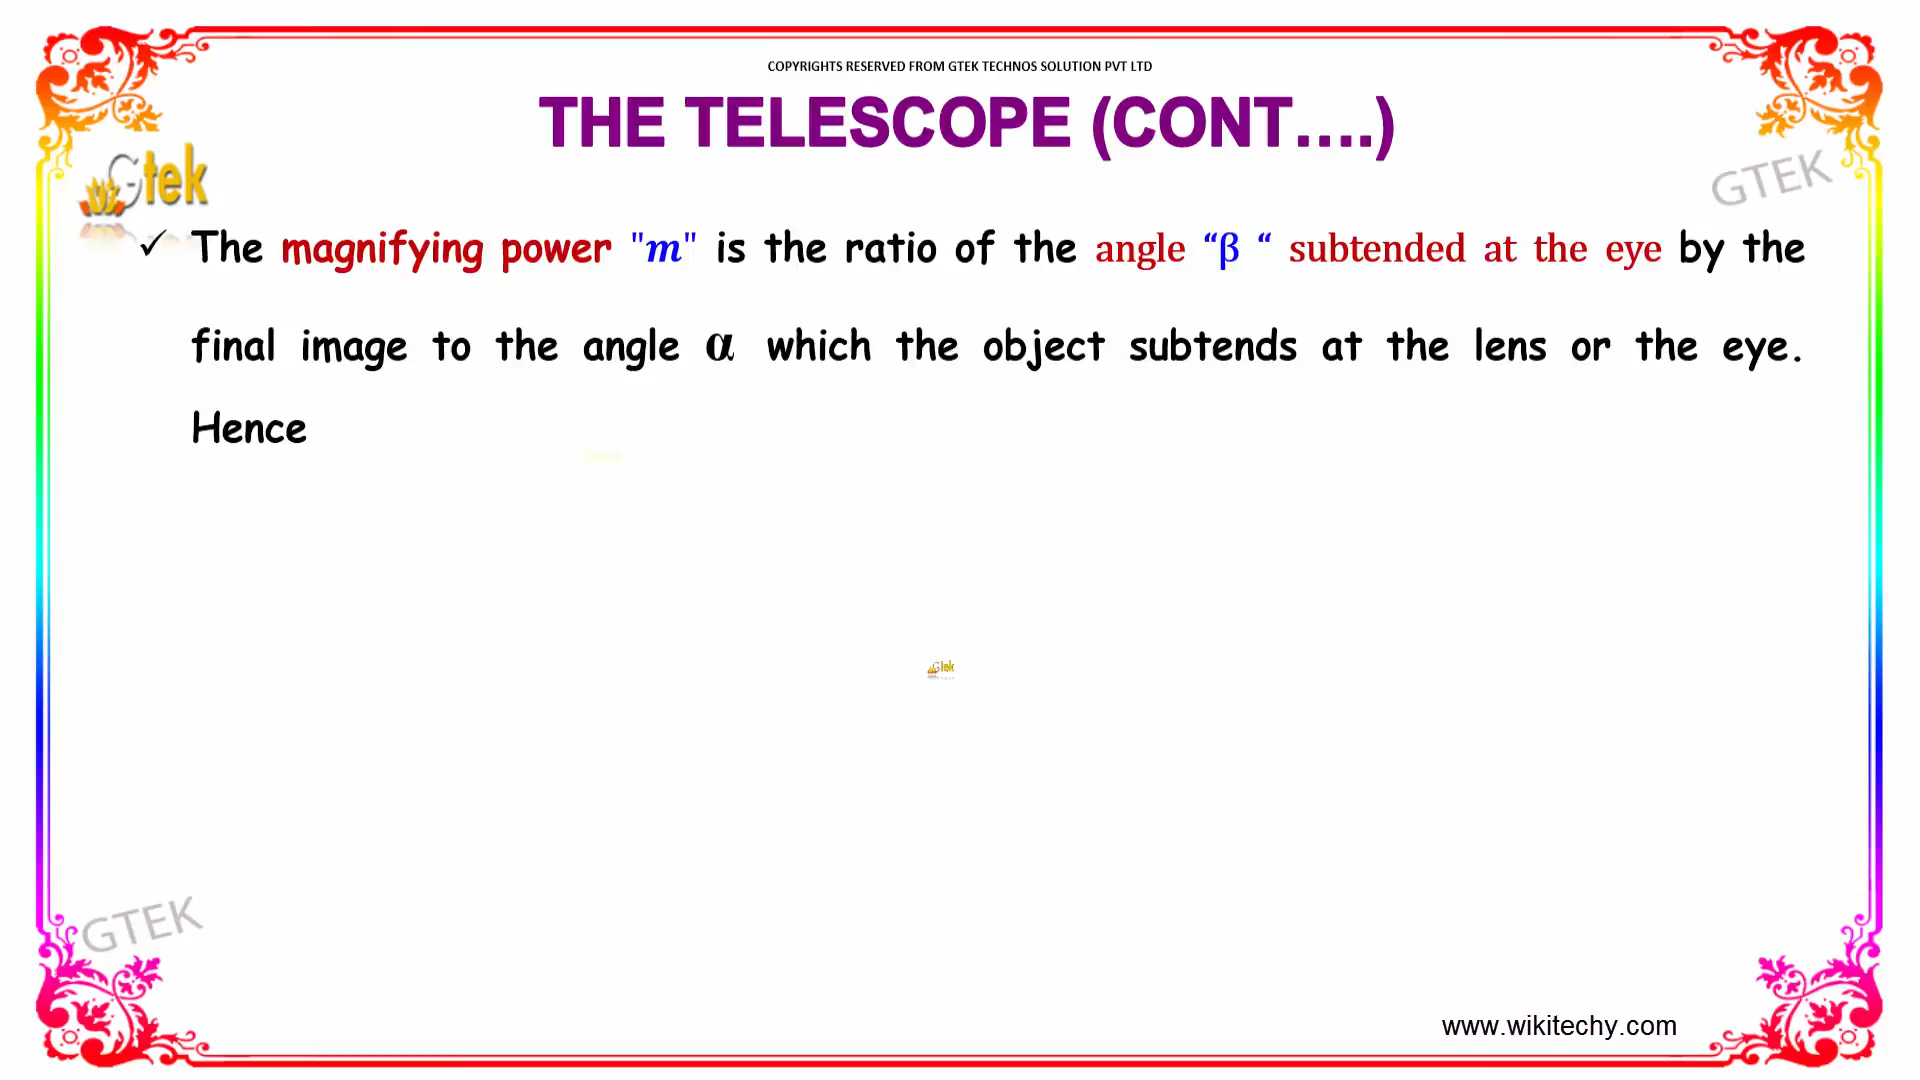 COPYRIGHTS RESERVED FROM GTEK TECHNOS SOLUTION PVT LTD
THE TELESCOPE (CONT....)
Gtek
GTEK
✓ The magnifying power "m" is the ratio of the angle “β “ subtended at the eye by the
final image to the angle α which the object subtends at the lens or the eye.
Hence
Gtek
GTEK
www.wikitechy.com